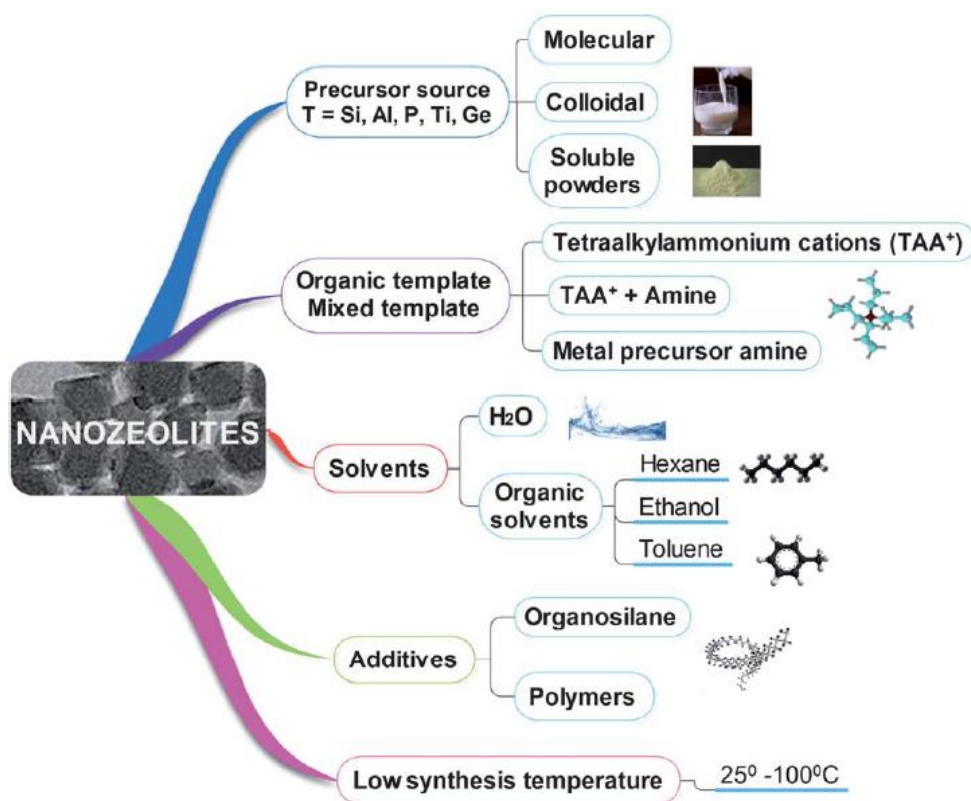 Molecular
Precursor source
T = Si, Al, P, Ti, Ge
Colloidal
Soluble
powders
Tetraalkylammonium cations (TAA⁺)
Organic template
Mixed template
TAA⁺ + Amine
Metal precursor amine
NANOZEOLITES
H₂O
Solvents
Hexane
Organic
solvents
Ethanol
Toluene
Organosilane
Additives
Polymers
Low synthesis temperature
25⁰ -100⁰C